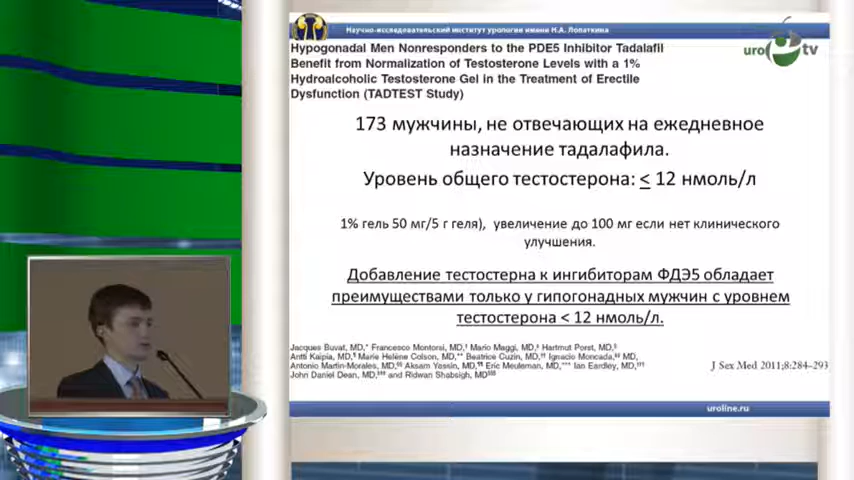 Научно-исследовательский институт урологии имени Н.А. Лопаткина
Hypogonadal Men Nonresponders to the PDE5 Inhibitor Tadalafil
Benefit from Normalization of Testosterone Levels with a 1%
Hydroalcoholic Testosterone Gel in the Treatment of Erectile
Dysfunction (TADTEST Study)
uro tv
173 мужчины, не отвечающих на ежедневное
назначение тадалафила.
Уровень общего тестостерона: < 12 нмоль/л
1% гель 50 мг/5 г геля), увеличение до 100 мг если нет клинического
улучшения.
Добавление тестостерна к ингибиторам ФДЭ5 обладает
преимуществами только у гипогонадных мужчин с уровнем
тестостерона < 12 нмоль/л.
Jacques Buvat, MD,* Francesco Montorsi, MD,† Mario Maggi, MD,‡ Hartmut Porst, MD,§
Antti Kaipia, MD,¶ Marie Helène Colson, MD,** Beatrice Cuzin, MD,†† Ignacio Moncada,‡‡ MD,
Antonio Martin-Morales, MD,§§ Aksam Yassin, MD,¶¶ Eric Meuleman, MD,*** Ian Eardley, MD,†††
John Daniel Dean, MD,‡‡‡ and Ridwan Shabsigh, MD§§§
J Sex Med 2011;8:284–293
uroline.ru